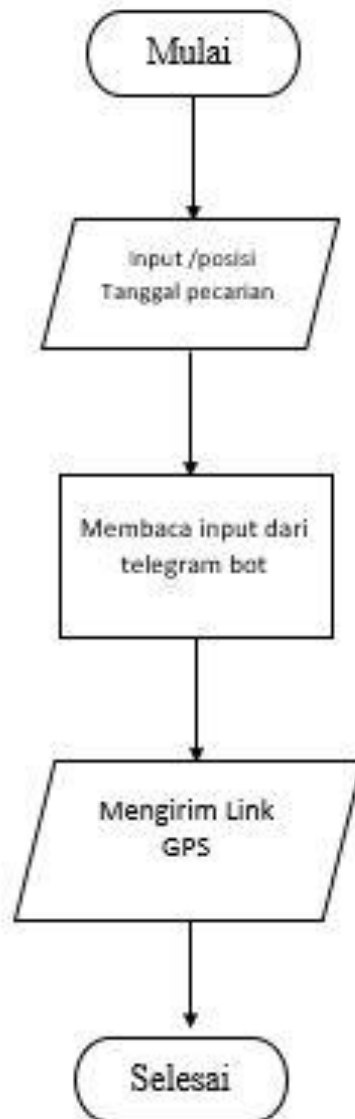 Mulai
Input /posisi
Tanggal pecarian
Membaca input dari
telegram bot
Mengirim Link
GPS
Selesai